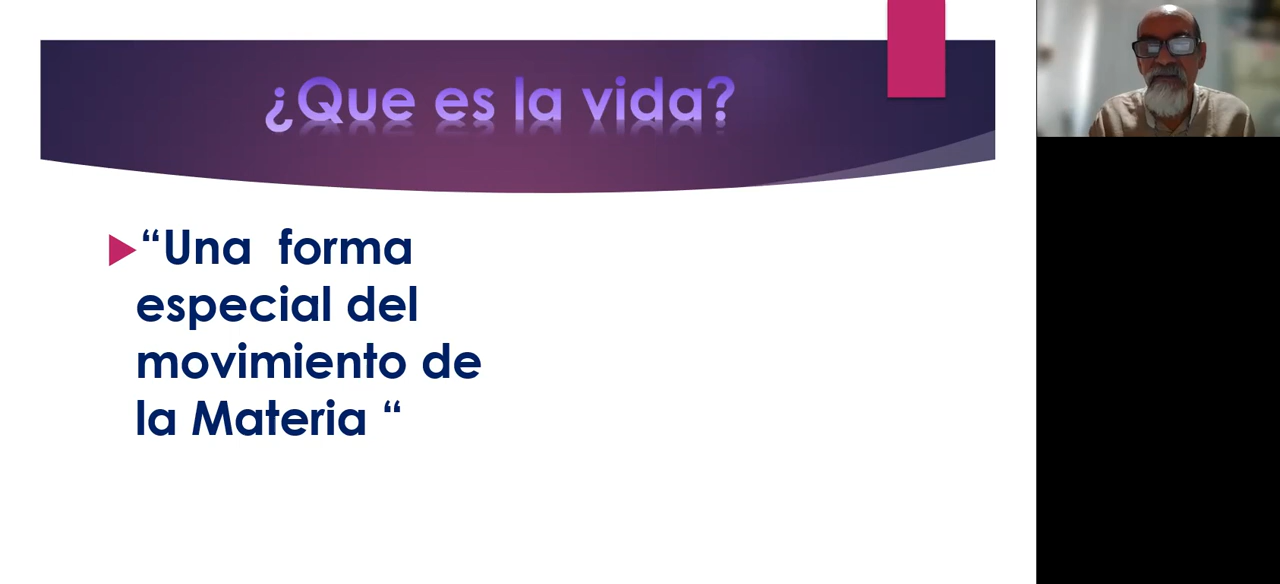 ¿Que es la vida?
“Una forma
especial del
movimiento de
la Materia “